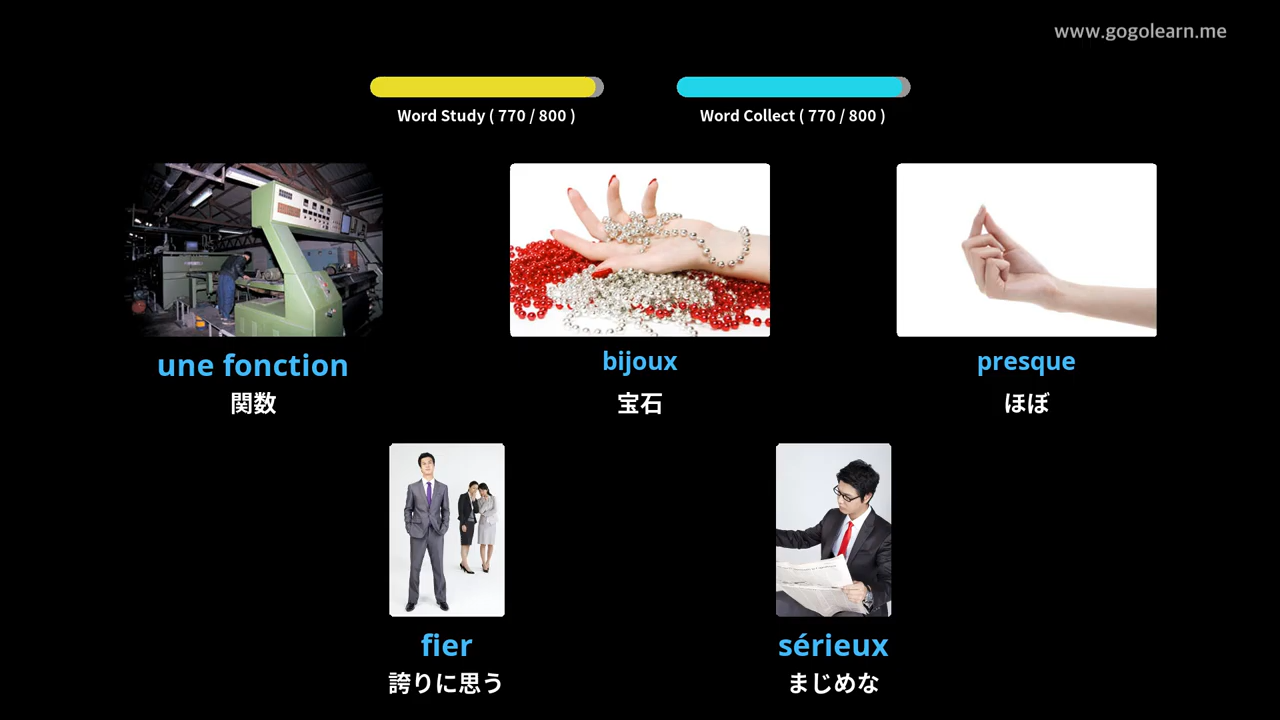 www.gogolearn.me
Word Study ( 770 / 800 )
Word Collect ( 770 / 800 )
une fonction
関数
bijoux
宝石
presque
ほぼ
fier
誇りに思う
sérieux
まじめな